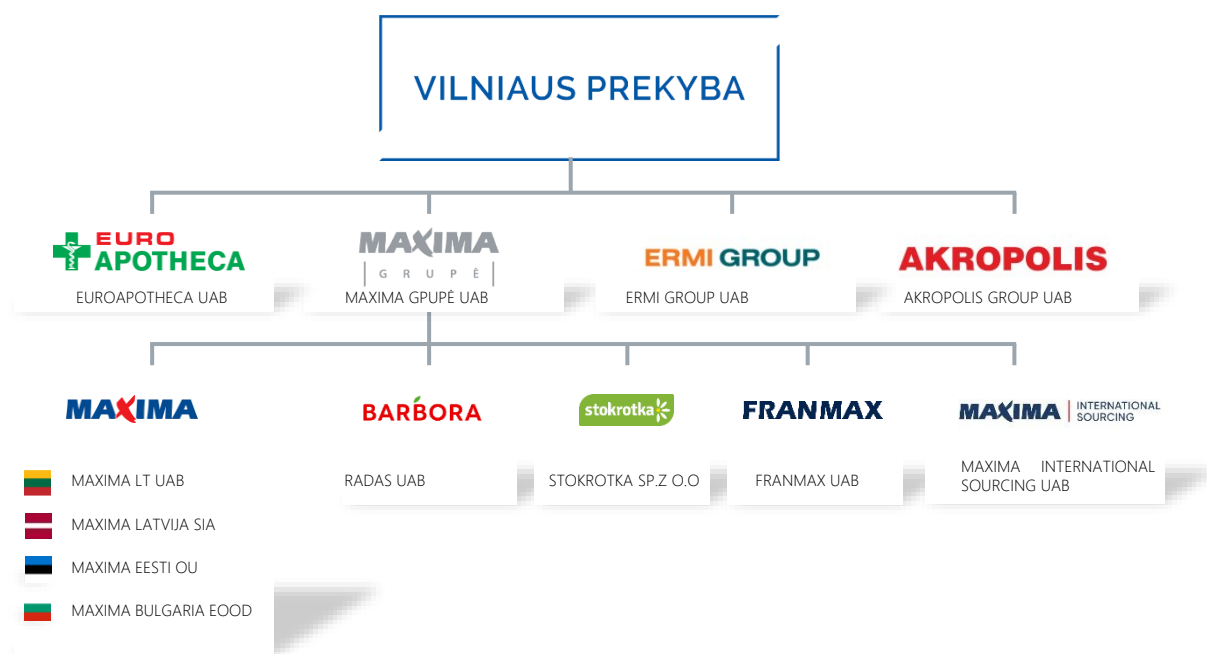 VILNIAUS PREKYBA
EURO
APOTHECA
MAXIMA
GRUPĖ
ERMI GROUP
AKROPOLIS
EUROAPOTHECA UAB
MAXIMA GPUPĖ UAB
ERMI GROUP UAB
AKROPOLIS GROUP UAB
MAXIMA
BARBORA
stokrotka
FRANMAX
MAXIMA
INTERNATIONAL
SOURCING
MAXIMA LT UAB
MAXIMA LATVIJA SIA
MAXIMA EESTI OU
MAXIMA BULGARIA EOOD
RADAS UAB
STOKROTKA SP.Z O.O
FRANMAX UAB
MAXIMA INTERNATIONAL
SOURCING UAB